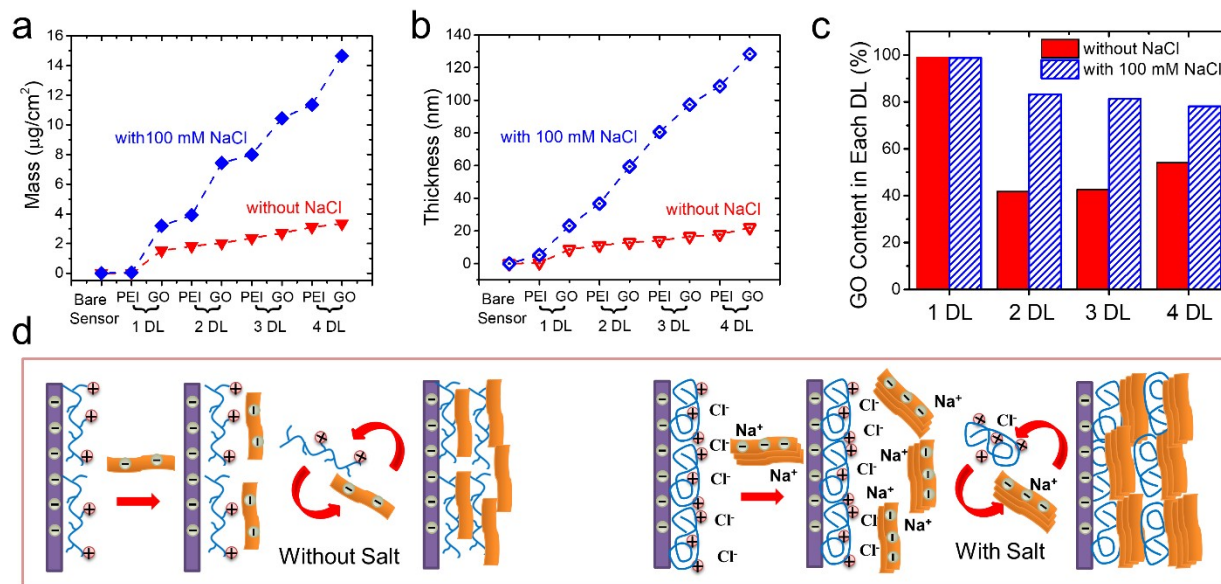 a
Mass (µg/cm²)
16
14
12
10
8
6
4
2
0
with100 mM NaCl
without NaCl
Bare
Sensor
PEI GO PEI GO PEI GO PEI GO
1 DL 2 DL 3 DL 4 DL
b
Thickness (nm)
140
120
100
80
60
40
20
0
with 100 mM NaCl
without NaCl
Bare
Sensor
PEI GO PEI GO PEI GO PEI GO
1 DL 2 DL 3 DL 4 DL
c
GO Content in Each DL (%)
100
80
60
40
20
0
without NaCl
with 100 mM NaCl
1 DL 2 DL 3 DL 4 DL
d
Without Salt
Cl⁻
Cl⁻
Cl⁻
Cl⁻
Cl⁻
Na⁺
Na⁺
Cl⁻
Cl⁻
Cl⁻
Cl
Cl⁻
Na⁺
Na⁺
Na⁺
Na⁺
Cl⁻
Na⁺
With Salt